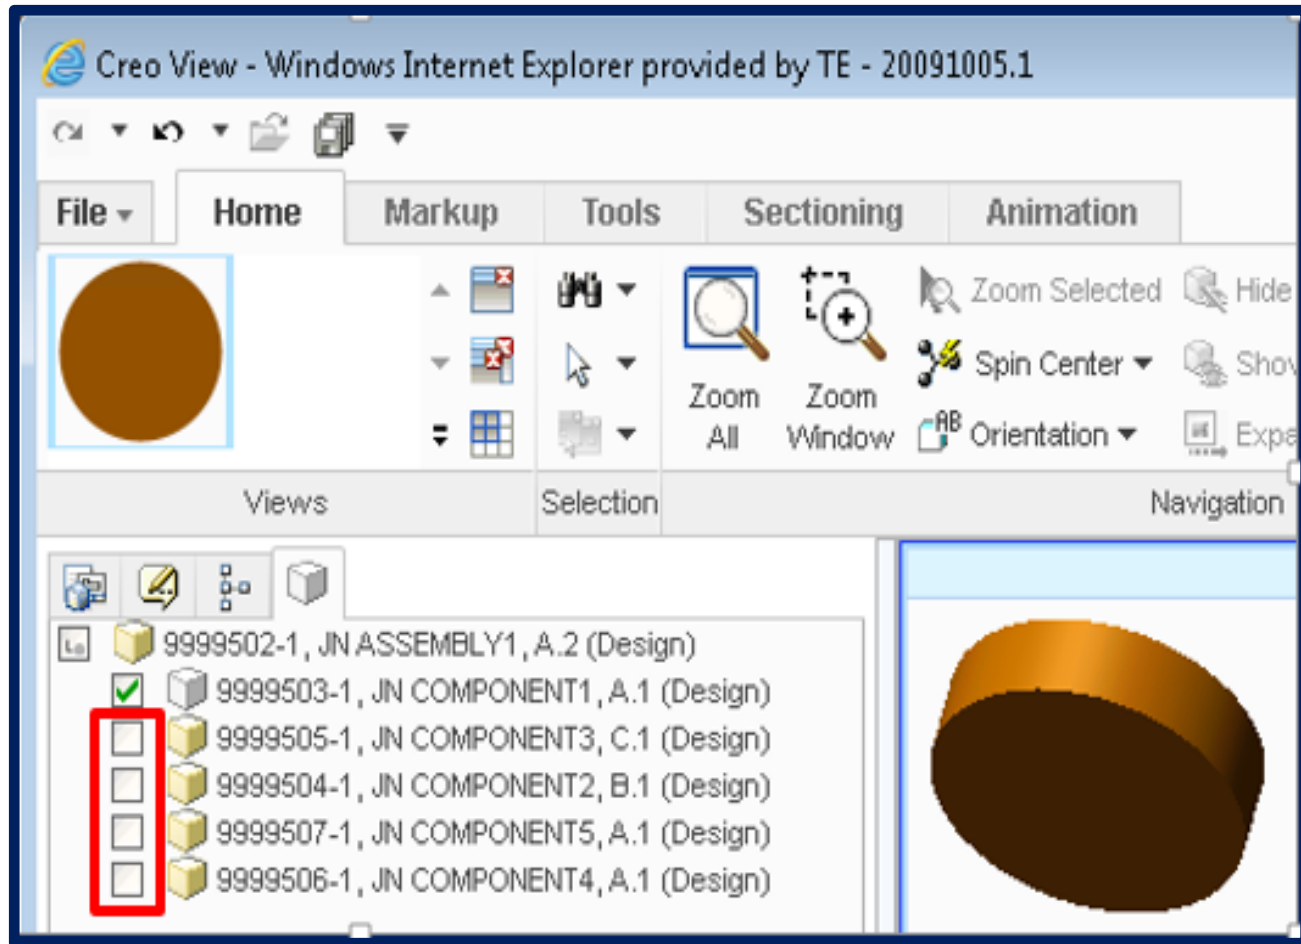 Creo View - Windows Internet Explorer provided by TE - 20091005.1
File Home Markup Tools Sectioning Animation
Zoom Selected Hide
Spin Center
Zoom All
Zoom Window
Orientation
Views Selection Navigation
9999502-1, JN ASSEMBLY1, A.2 (Design)
9999503-1, JN COMPONENT1, A.1 (Design)
9999505-1, JN COMPONENT3, C.1 (Design)
9999504-1, JN COMPONENT2, B.1 (Design)
9999507-1, JN COMPONENT5, A.1 (Design)
9999506-1, JN COMPONENT4, A.1 (Design)